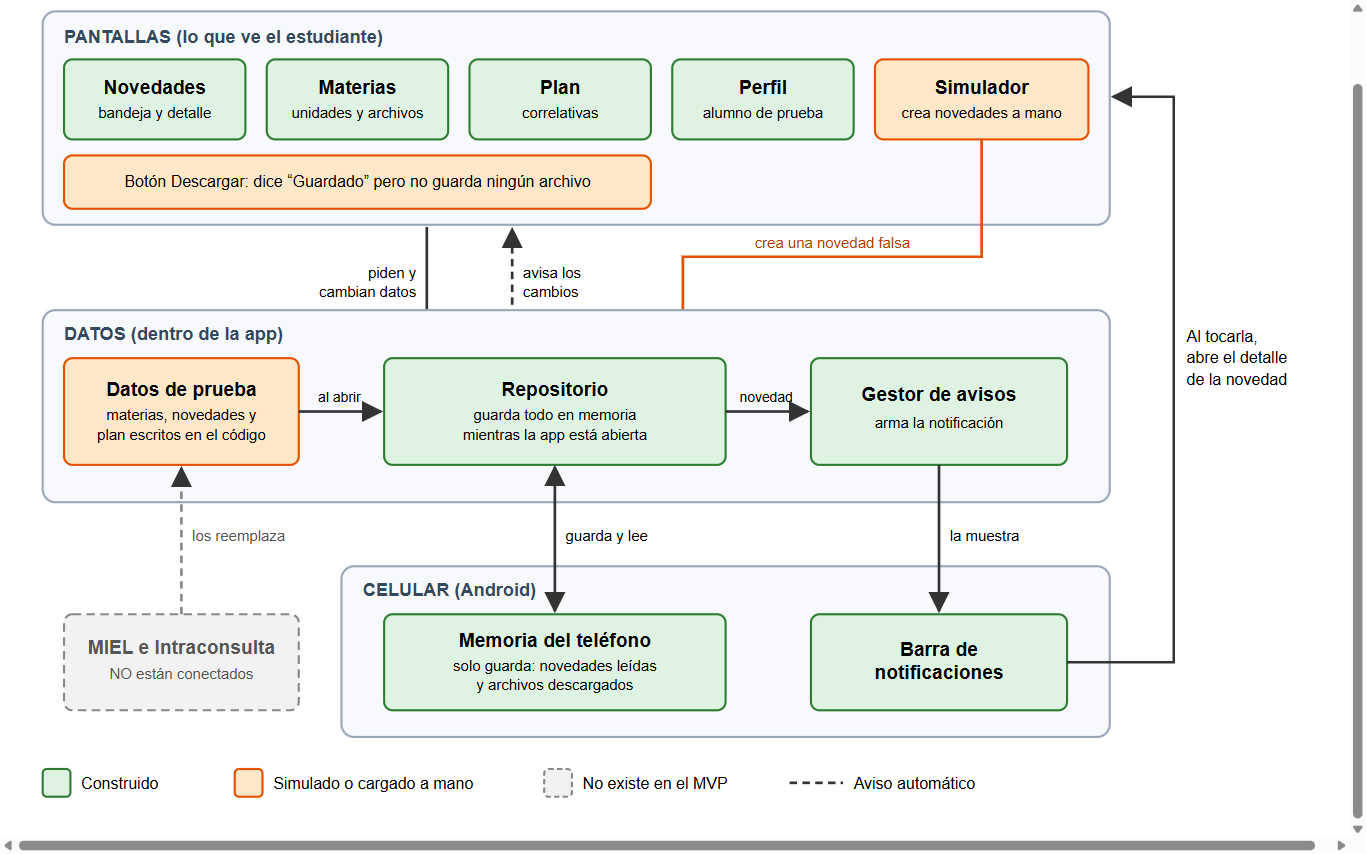 PANTALLAS (lo que ve el estudiante)
Novedades
bandeja y detalle
Materias
unidades y archivos
Plan
correlativas
Perfil
alumno de prueba
Simulador
crea novedades a mano
Botón Descargar: dice “Guardado” pero no guarda ningún archivo
crea una novedad falsa
piden y
cambian datos
avisa los
cambios
DATOS (dentro de la app)
Al tocarla,
abre el detalle
de la novedad
Datos de prueba
materias, novedades y
plan escritos en el código
al abrir
Repositorio
guarda todo en memoria
mientras la app está abierta
novedad
Gestor de avisos
arma la notificación
los reemplaza
guarda y lee
la muestra
CELULAR (Android)
MIEL e Intraconsulta
NO están conectados
Memoria del teléfono
solo guarda: novedades leídas
y archivos descargados
Barra de
notificaciones
Construido
Simulado o cargado a mano
No existe en el MVP
Aviso automático